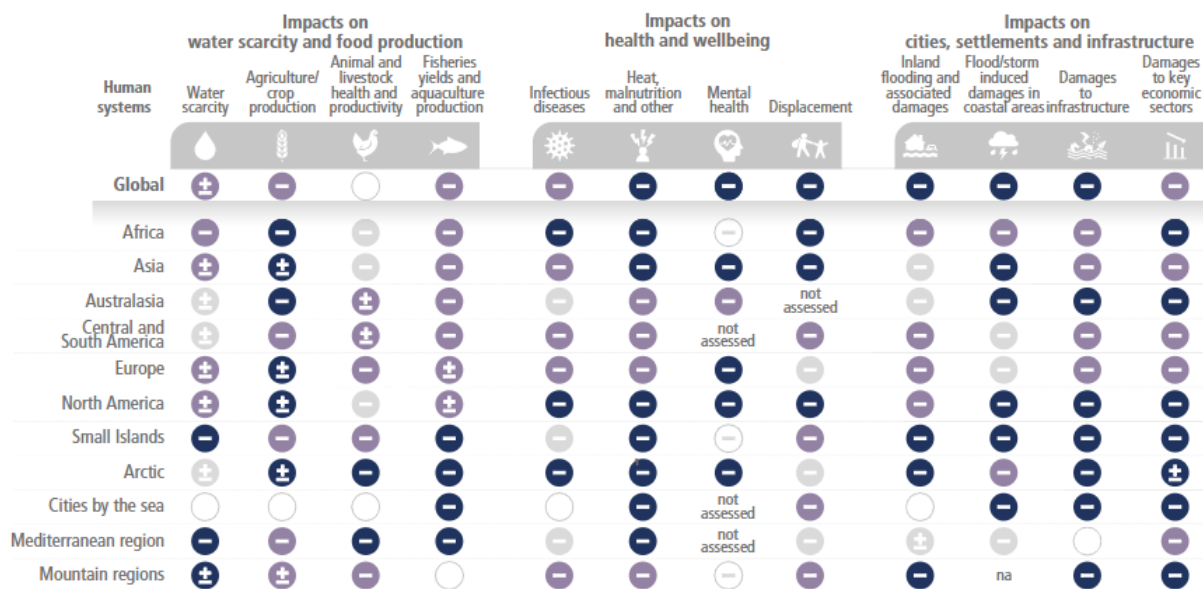 Impacts on
water scarcity and food production
Impacts on
health and wellbeing
Impacts on
cities, settlements and infrastructure
Human
systems
Water
scarcity
Agriculture/
crop
production
Animal and
livestock
health and
productivity
Fisheries
yields and
aquaculture
production
Infectious
diseases
Heat,
malnutrition
and other
Mental
health
Displacement
Inland
flooding and
associated
damages
Flood/storm
induced
damages in
coastal areas
Damages
to
infrastructure
Damages
to key
economic
sectors
Global
± − − − − − − − − − −
Africa
− − − − − − − − − − − −
Asia
± ± − − − − − − − − − −
Australasia
± − ± − − − − not assessed − − − −
Central and
South America
± − ± − − − not assessed − − − − −
Europe
± ± − ± − − − − − − − −
North America
± ± − ± − − − − − − − −
Small Islands
− − − − − − − − − − − −
Arctic
± ± − − − − − − − − − ±
Cities by the sea
− − not assessed − − − −
Mediterranean region
− − − − − − not assessed − ± − −
Mountain regions
± ± − − − − − − na − −